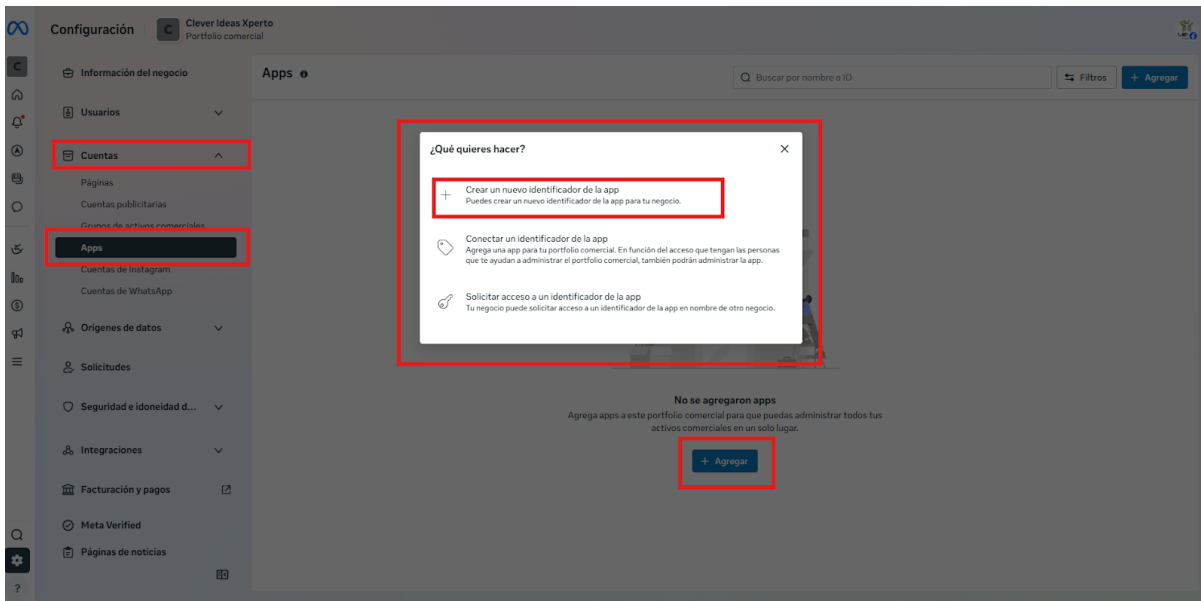 Configuración
C
Clever Ideas Xperto
Portfolio comercial
C
Información del negocio
Usuarios
Cuentas
Páginas
Cuentas publicitarias
Grupos de activos comerciales
Apps
Cuentas de Instagram
Cuentas de WhatsApp
Orígenes de datos
Solicitudes
Seguridad e idoneidad d...
Integraciones
Facturación y pagos
Meta Verified
Páginas de noticias
Apps
Buscar por nombre o ID
Filtros
+ Agregar
¿Qué quieres hacer?
Crear un nuevo identificador de la app
Puedes crear un nuevo identificador de la app para tu negocio.
Conectar un identificador de la app
Agrega una app para tu portfolio comercial. En función del acceso que tengan las personas
que te ayudan a administrar el portfolio comercial, también podrán administrar la app.
Solicitar acceso a un identificador de la app
Tu negocio puede solicitar acceso a un identificador de la app en nombre de otro negocio.
No se agregaron apps
Agrega apps a este portfolio comercial para que puedas administrar todos tus
activos comerciales en un solo lugar.
+ Agregar